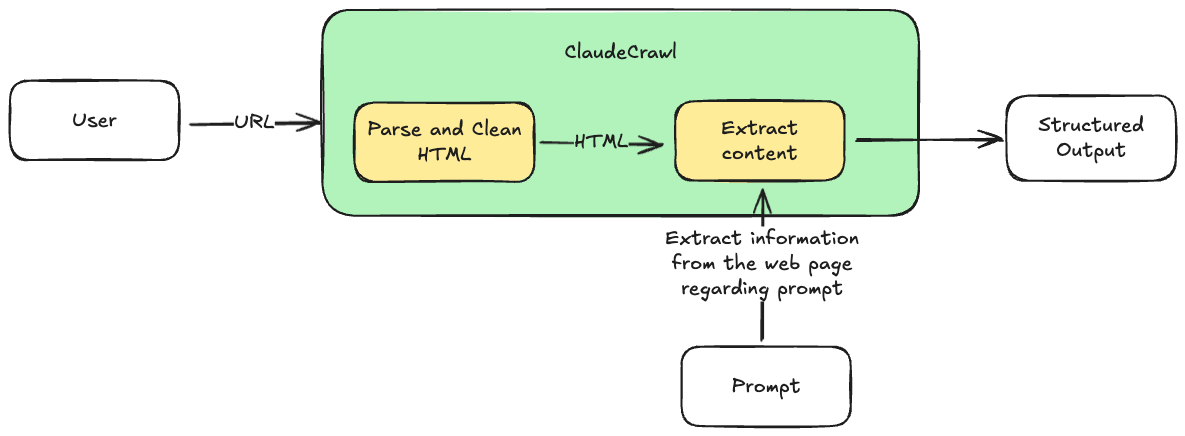 ClaudeCrawl
User
URL
Parse and Clean
HTML
HTML
Extract
content
Structured
Output
Extract information
from the web page
regarding prompt
Prompt